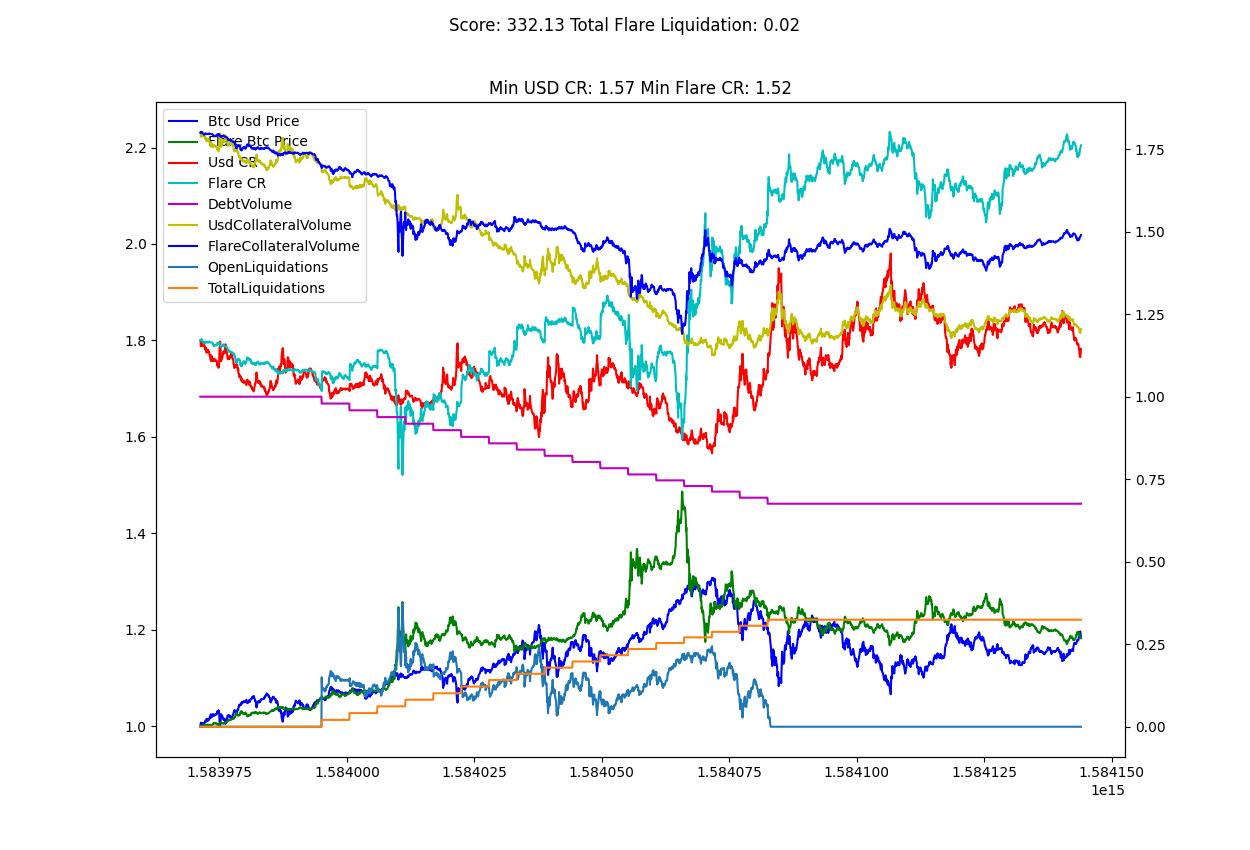 Score: 332.13 Total Flare Liquidation: 0.02
Min USD CR: 1.57 Min Flare CR: 1.52
Btc Usd Price
Flare Btc Price
Usd CR
Flare CR
DebtVolume
UsdCollateralVolume
FlareCollateralVolume
OpenLiquidations
TotalLiquidations
2.2
2.0
1.8
1.6
1.4
1.2
1.0
1.75
1.50
1.25
1.00
0.75
0.50
0.25
0.00
1.583975 1.584000 1.584025 1.584050 1.584075 1.584100 1.584125 1.584150
1e15